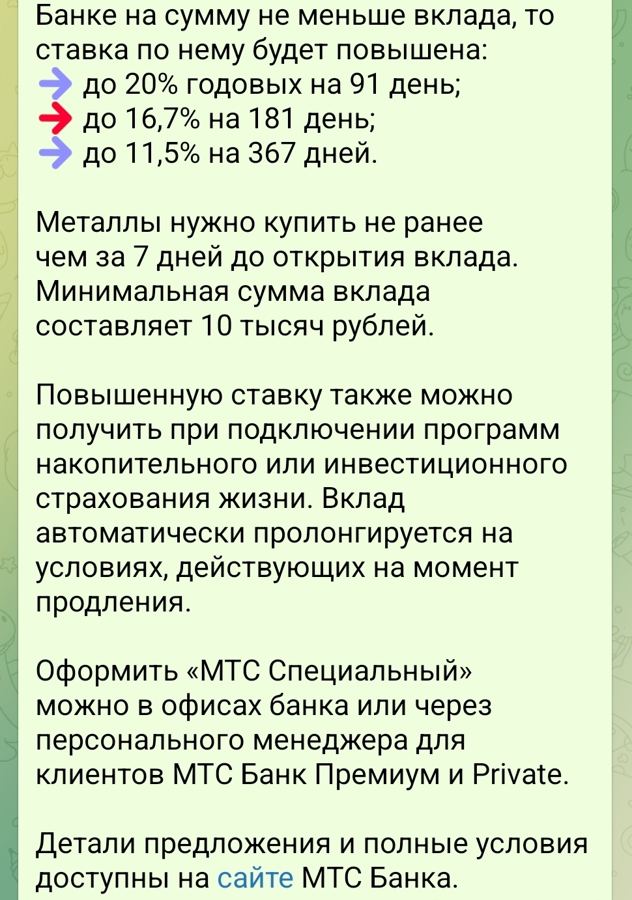 Банке на сумму не меньше вклада, то
ставка по нему будет повышена:
до 20% годовых на 91 день;
до 16,7% на 181 день;
до 11,5% на 367 дней.
Металлы нужно купить не ранее
чем за 7 дней до открытия вклада.
Минимальная сумма вклада
составляет 10 тысяч рублей.
Повышенную ставку также можно
получить при подключении программ
накопительного или инвестиционного
страхования жизни. Вклад
автоматически пролонгируется на
условиях, действующих на момент
продления.
Оформить «МТС Специальный»
можно в офисах банка или через
персонального менеджера для
клиентов МТС Банк Премиум и Private.
Детали предложения и полные условия
доступны на сайте МТС Банка.